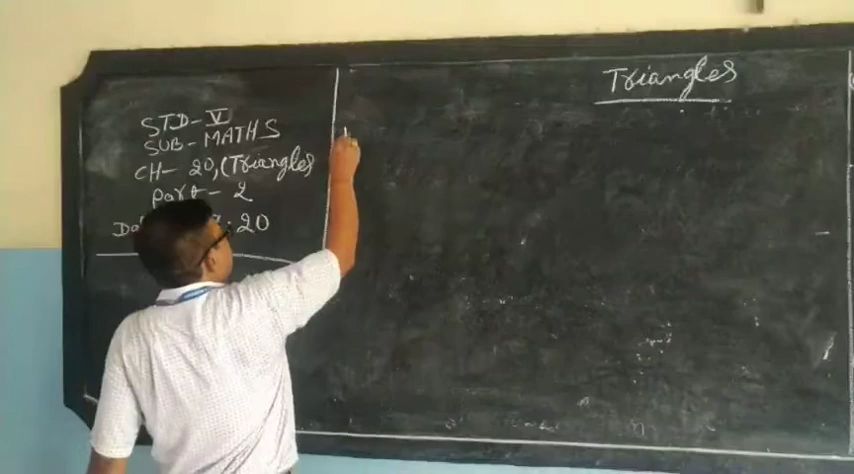 STD - V
SUB - MATHS
CH - 20, (Triangles
Part - 2
20
Triangles